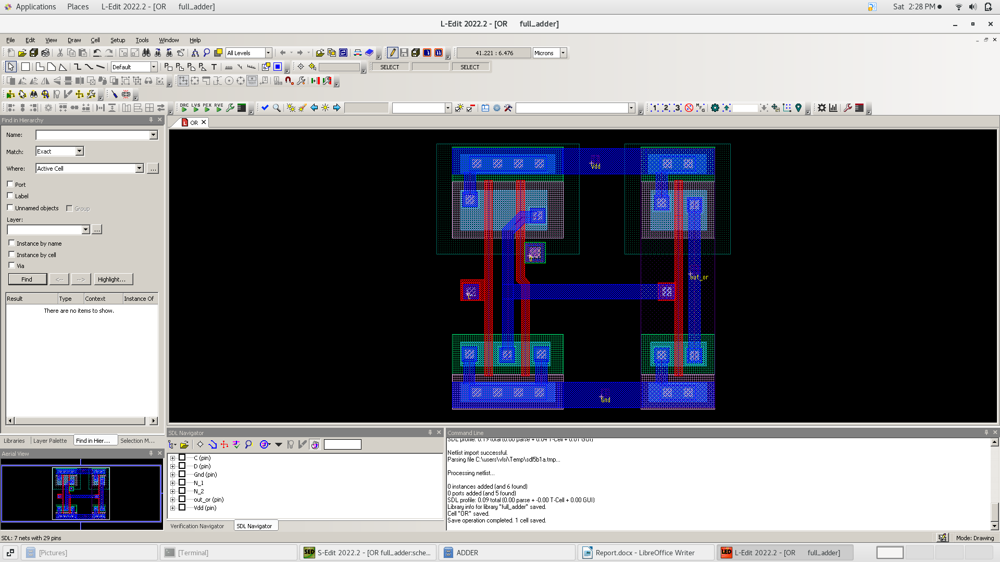 Applications Places L-Edit 2022.2 - [OR full_adder] Sat 2:28 PM
L-Edit 2022.2 - [OR full_adder]
File Edit View Draw Cell Setup Tools Window Help
All Levels 41.221 : 6.476 Microns
Default SELECT SELECT
DRC LVS PEX RVE
Find in Hierarchy
OR
Name:
Match: Exact
Where: Active Cell ...
Port
Label
Unnamed objects Group
Layer:
...
Instance by name
Instance by cell
Via
Find <-- --> Highlight...
Result Type Context Instance Of
There are no items to show.
Vdd
out_or
Gnd
Libraries Layer Palette Find in Hier... Selection M...
Aerial View
SDL Navigator
C (pin)
D (pin)
Gnd (pin)
N_1
N_2
out_or (pin)
Vdd (pin)
Verification Navigator SDL Navigator
Command Line
SDL profile: 0.19 total (0.00 parse + 0.04 T-Cell + 0.01 GUI)
Netlist import successful.
Parsing file C:\users\vlsi\Temp\sdl5b1a.tmp...
Processing netlist...
0 instances added (and 6 found)
0 ports added (and 5 found)
SDL profile: 0.09 total (0.00 parse + -0.00 T-Cell + 0.00 GUI)
Library info for library "full_adder" saved.
Cell "OR" saved.
Save operation completed. 1 cell saved.
SDL: 7 nets with 29 pins
Mode: Drawing
[Pictures] [Terminal] S-Edit 2022.2 - [OR full_adder:sche... ADDER Report.docx - LibreOffice Writer L-Edit 2022.2 - [OR full_adder]